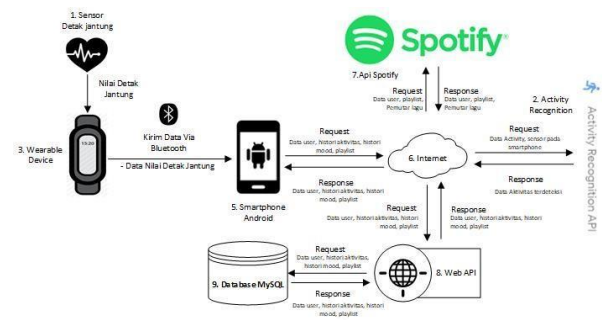 1. Sensor
Detak jantung
Nilai Detak
Jantung
3. Wearable
Device
13.20
Kirim Data Via
Bluetooth
- Data Nilai Detak Jantung
5. Smartphone
Android
Spotify
7.Api Spotify
Request
Data user, playlist,
Pemutar lagu
Response
Data user, playlist,
Pemutar lagu
2. Activity
Recognition
Activity Recognition API
Request
Data user, histori aktivitas, histori
mood, playlist
Response
Data user, histori aktivitas, histori
mood, playlist
6. Internet
Request
Data Activity, sensor pada
smartphone
Response
Data Aktivitas terdeteksi
Request
Data user, histori aktivitas, histori
mood, playlist
Response
Data user, histori aktivitas, histori
mood, playlist
8. Web API
Request
Data user, histori aktivitas,
histori mood, playlist
Response
Data user, histori aktivitas, histori
mood, playlist
9. Database MySQL